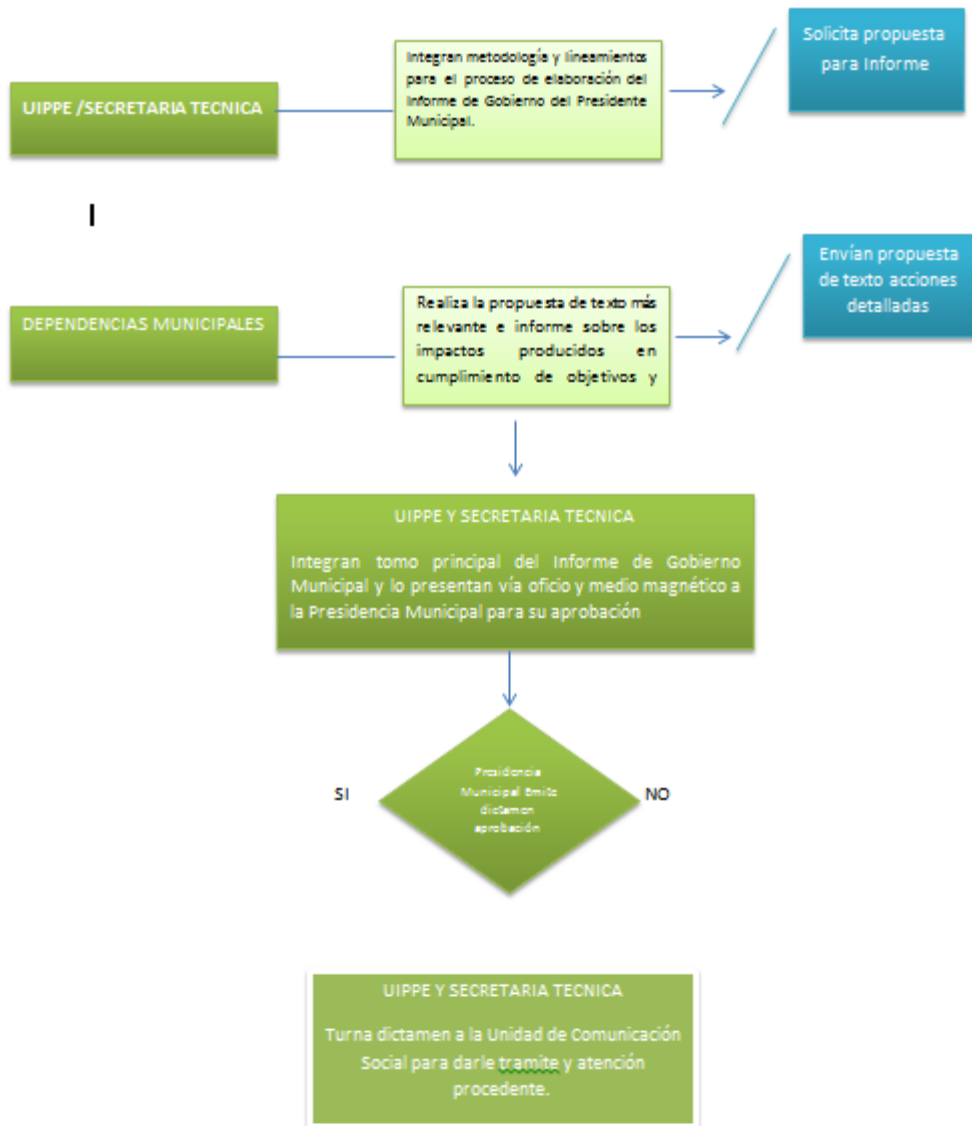 Solicita propuesta
para Informe
UIPPE /SECRETARIA TECNICA
Integran metodología y lineamientos
para el proceso de elaboración del
Informe de Gobierno del Presidente
Municipal.
I
Envían propuesta
de texto acciones
detalladas
DEPENDENCIAS MUNICIPALES
Realiza la propuesta de texto más
relevante e informe sobre los
impactos producidos en
cumplimiento de objetivos y
UIPPE Y SECRETARIA TECNICA
Integran tomo principal del Informe de Gobierno
Municipal y lo presentan vía oficio y medio magnético a
la Presidencia Municipal para su aprobación
SI
Presidencia
Municipal Emite
dictamen
aprobación
NO
UIPPE Y SECRETARIA TECNICA
Turna dictamen a la Unidad de Comunicación
Social para darle tramite y atención
procedente.